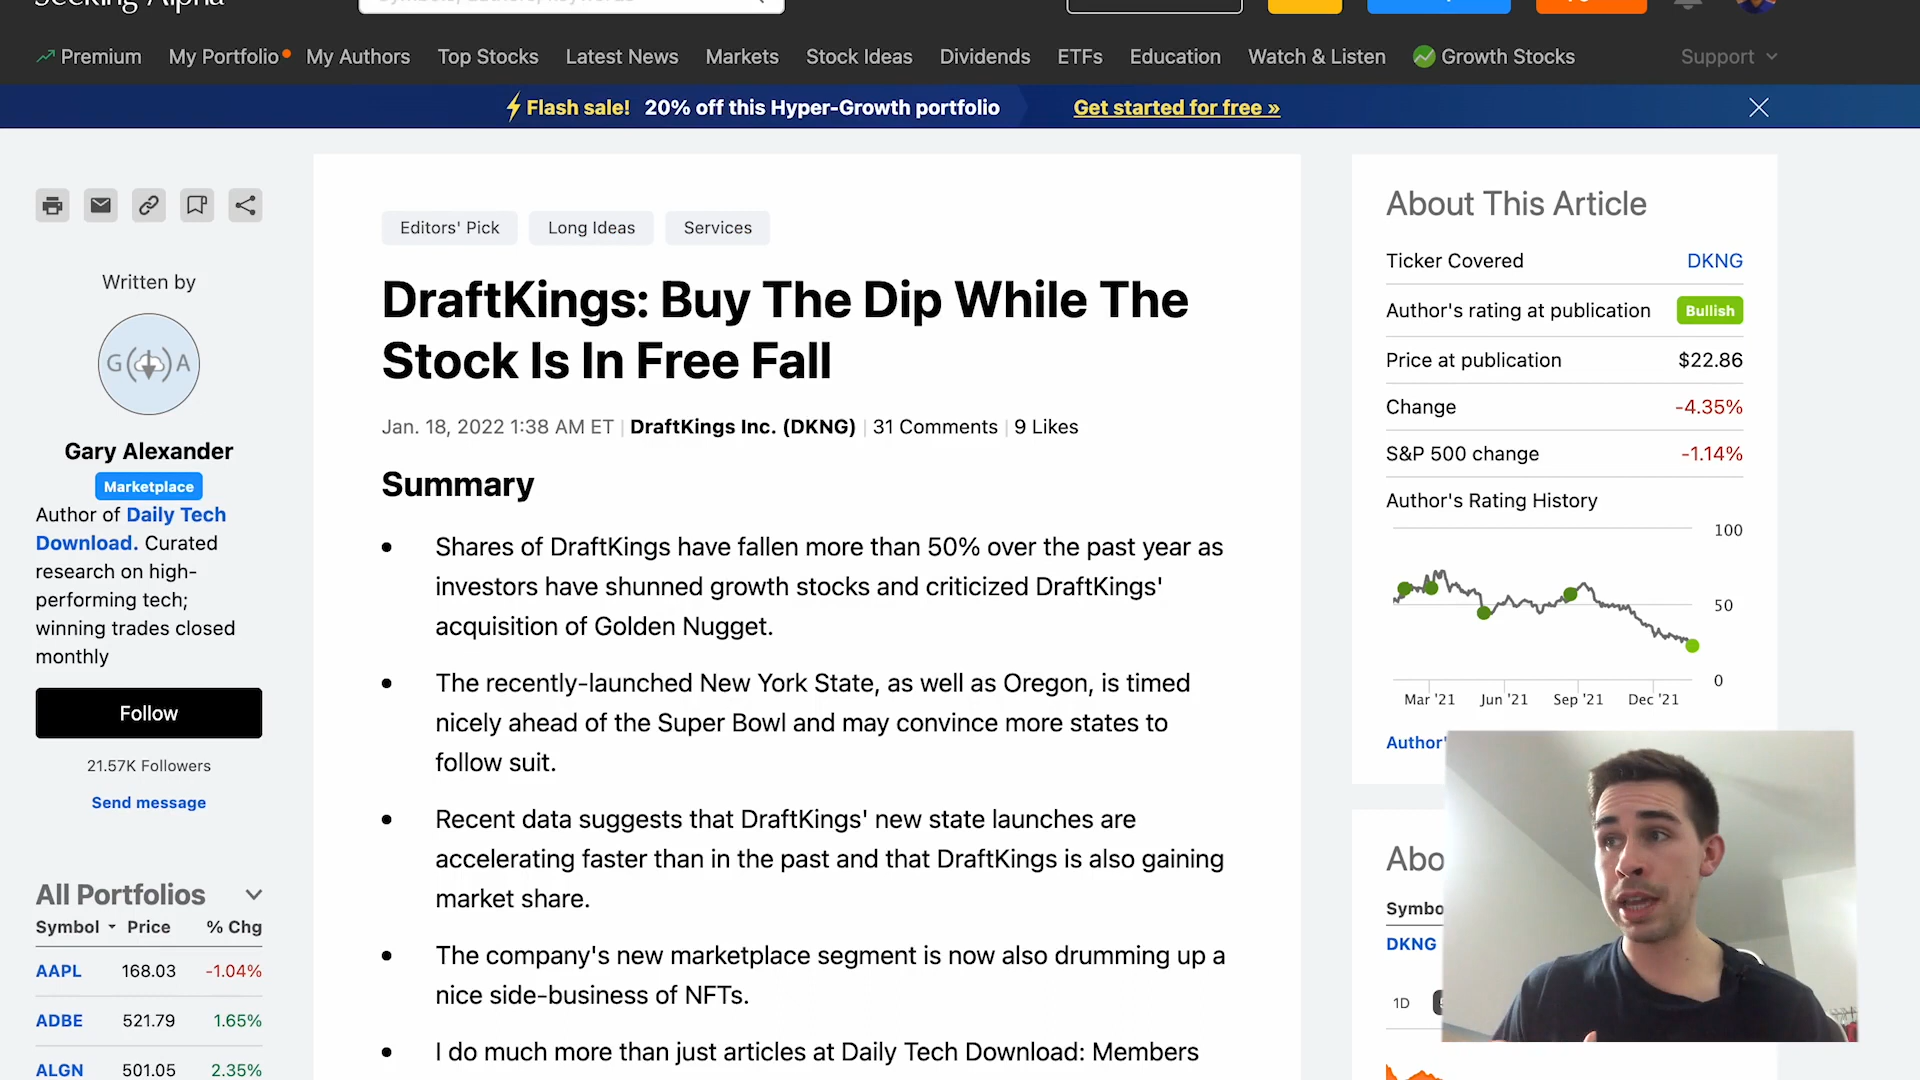 Seeking Alpha
Premium My Portfolio My Authors Top Stocks Latest News Markets Stock Ideas Dividends ETFs Education Watch & Listen Growth Stocks Support
Flash sale! 20% off this Hyper-Growth portfolio Get started for free »
Written by
G A
Gary Alexander
Marketplace
Author of Daily Tech
Download. Curated
research on high-
performing tech;
winning trades closed
monthly
Follow
21.57K Followers
Send message
All Portfolios
Symbol Price % Chg
AAPL 168.03 -1.04%
ADBE 521.79 1.65%
ALGN 501.05 2.35%
Editors' Pick Long Ideas Services
DraftKings: Buy The Dip While The
Stock Is In Free Fall
Jan. 18, 2022 1:38 AM ET | DraftKings Inc. (DKNG) | 31 Comments | 9 Likes
Summary
• Shares of DraftKings have fallen more than 50% over the past year as
investors have shunned growth stocks and criticized DraftKings'
acquisition of Golden Nugget.
• The recently-launched New York State, as well as Oregon, is timed
nicely ahead of the Super Bowl and may convince more states to
follow suit.
• Recent data suggests that DraftKings' new state launches are
accelerating faster than in the past and that DraftKings is also gaining
market share.
• The company's new marketplace segment is now also drumming up a
nice side-business of NFTs.
• I do much more than just articles at Daily Tech Download: Members
About This Article
Ticker Covered DKNG
Author's rating at publication Bullish
Price at publication $22.86
Change -4.35%
S&P 500 change -1.14%
Author's Rating History
100
50
0
Mar '21 Jun '21 Sep '21 Dec '21
Author'
Abo
Symbo
DKNG
1D